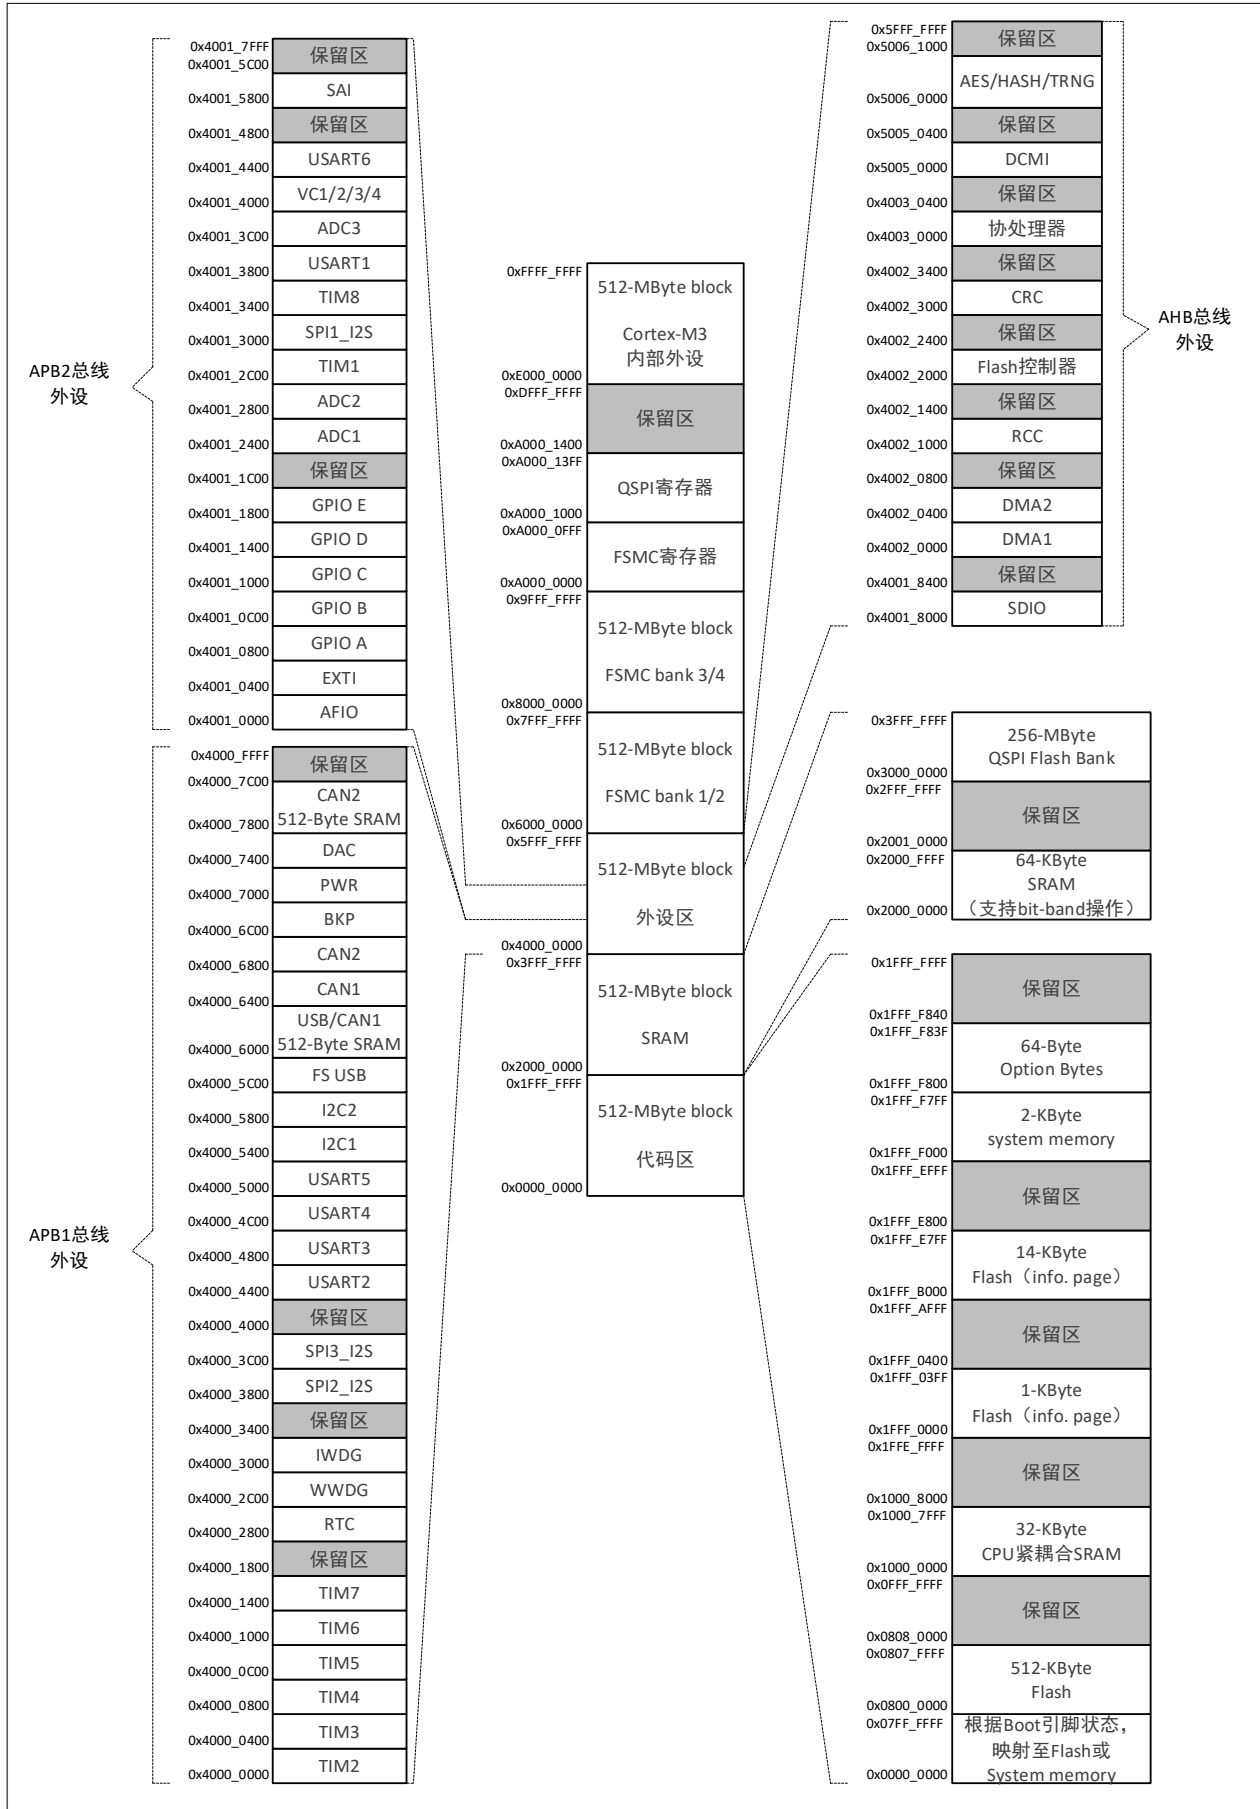 0x4001_7FFF
保留区
0x4001_5C00
SAI
0x4001_5800
保留区
0x4001_4800
USART6
0x4001_4400
VC1/2/3/4
0x4001_4000
ADC3
0x4001_3C00
USART1
0x4001_3800
TIM8
0x4001_3400
SPI1_I2S
0x4001_3000
TIM1
0x4001_2C00
ADC2
0x4001_2800
ADC1
0x4001_2400
保留区
0x4001_1C00
GPIO E
0x4001_1800
GPIO D
0x4001_1400
GPIO C
0x4001_1000
GPIO B
0x4001_0C00
GPIO A
0x4001_0800
EXTI
0x4001_0400
AFIO
0x4001_0000
APB2总线
外设
0x4000_FFFF
保留区
0x4000_7C00
CAN2
512-Byte SRAM
0x4000_7800
DAC
0x4000_7400
PWR
0x4000_7000
BKP
0x4000_6C00
CAN2
0x4000_6800
CAN1
0x4000_6400
USB/CAN1
512-Byte SRAM
0x4000_6000
FS USB
0x4000_5C00
I2C2
0x4000_5800
I2C1
0x4000_5400
USART5
0x4000_5000
USART4
0x4000_4C00
USART3
0x4000_4800
USART2
0x4000_4400
保留区
0x4000_4000
SPI3_I2S
0x4000_3C00
SPI2_I2S
0x4000_3800
保留区
0x4000_3400
IWDG
0x4000_3000
WWDG
0x4000_2C00
RTC
0x4000_2800
保留区
0x4000_1800
TIM7
0x4000_1400
TIM6
0x4000_1000
TIM5
0x4000_0C00
TIM4
0x4000_0800
TIM3
0x4000_0400
TIM2
0x4000_0000
APB1总线
外设
0xFFFF_FFFF
512-MByte block
Cortex-M3
内部外设
0xE000_0000
0xDFFF_FFFF
保留区
0xA000_1400
0xA000_13FF
QSPI寄存器
0xA000_1000
0xA000_0FFF
FSMC寄存器
0xA000_0000
0x9FFF_FFFF
512-MByte block
FSMC bank 3/4
0x8000_0000
0x7FFF_FFFF
512-MByte block
FSMC bank 1/2
0x6000_0000
0x5FFF_FFFF
512-MByte block
外设区
0x4000_0000
0x3FFF_FFFF
512-MByte block
SRAM
0x2000_0000
0x1FFF_FFFF
512-MByte block
代码区
0x0000_0000
0x5FFF_FFFF
保留区
0x5006_1000
AES/HASH/TRNG
0x5006_0000
保留区
0x5005_0400
DCMI
0x5005_0000
保留区
0x4003_0400
协处理器
0x4003_0000
保留区
0x4002_3400
CRC
0x4002_3000
保留区
0x4002_2400
Flash控制器
0x4002_2000
保留区
0x4002_1400
RCC
0x4002_1000
保留区
0x4002_0800
DMA2
0x4002_0400
DMA1
0x4002_0000
保留区
0x4001_8400
SDIO
0x4001_8000
AHB总线
外设
0x3FFF_FFFF
256-MByte
QSPI Flash Bank
0x3000_0000
0x2FFF_FFFF
保留区
0x2001_0000
0x2000_FFFF
64-KByte
SRAM
（支持bit-band操作）
0x2000_0000
0x1FFF_FFFF
保留区
0x1FFF_F840
0x1FFF_F83F
64-Byte
Option Bytes
0x1FFF_F800
0x1FFF_F7FF
2-KByte
system memory
0x1FFF_F000
0x1FFF_EFFF
保留区
0x1FFF_E800
0x1FFF_E7FF
14-KByte
Flash（info. page）
0x1FFF_B000
0x1FFF_AFFF
保留区
0x1FFF_0400
0x1FFF_03FF
1-KByte
Flash（info. page）
0x1FFF_0000
0x1FFE_FFFF
保留区
0x1000_8000
0x1000_7FFF
32-KByte
CPU紧耦合SRAM
0x1000_0000
0x0FFF_FFFF
保留区
0x0808_0000
0x0807_FFFF
512-KByte
Flash
0x0800_0000
0x07FF_FFFF
根据Boot引脚状态，
映射至Flash或
System memory
0x0000_0000